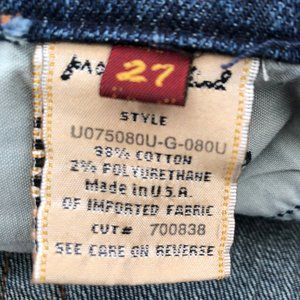 27
STYLE
U075080U-G-080U
98% COTTON
2% POLYURETHANE
Made in U.S.A.
OF IMPORTED FABRIC
CUT# 700838
SEE CARE ON REVERSE